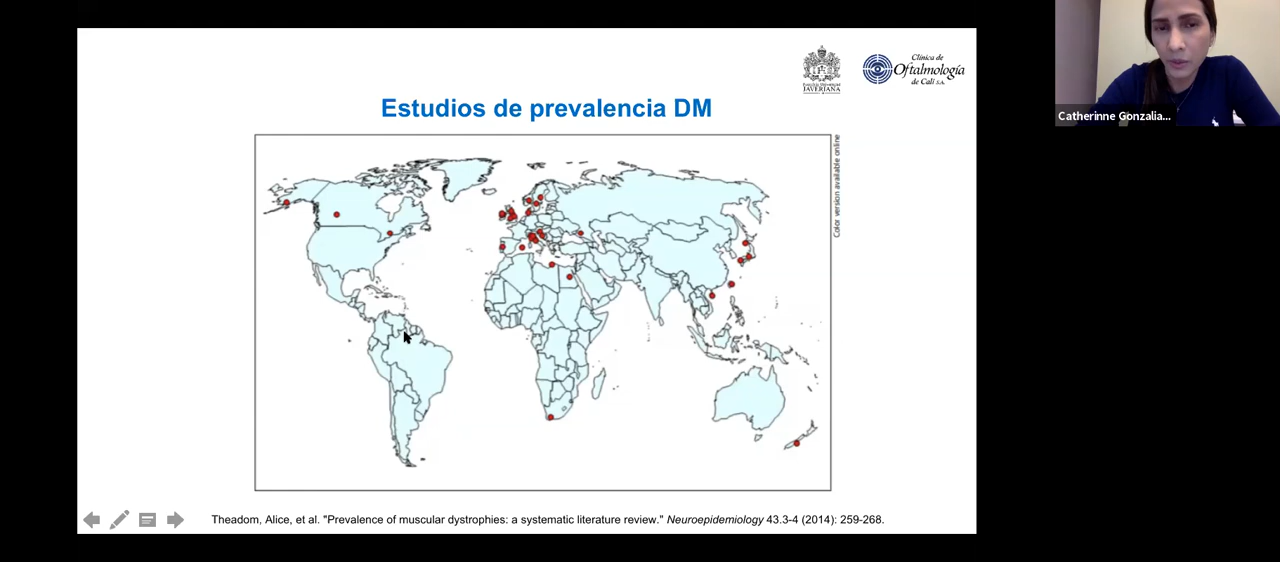 JAVERIANA
Clínica de
Oftalmología
de Cali S.A.
Estudios de prevalencia DM
Color version available online
Catherinne Gonzalia...
Theadom, Alice, et al. "Prevalence of muscular dystrophies: a systematic literature review." Neuroepidemiology 43.3-4 (2014): 259-268.